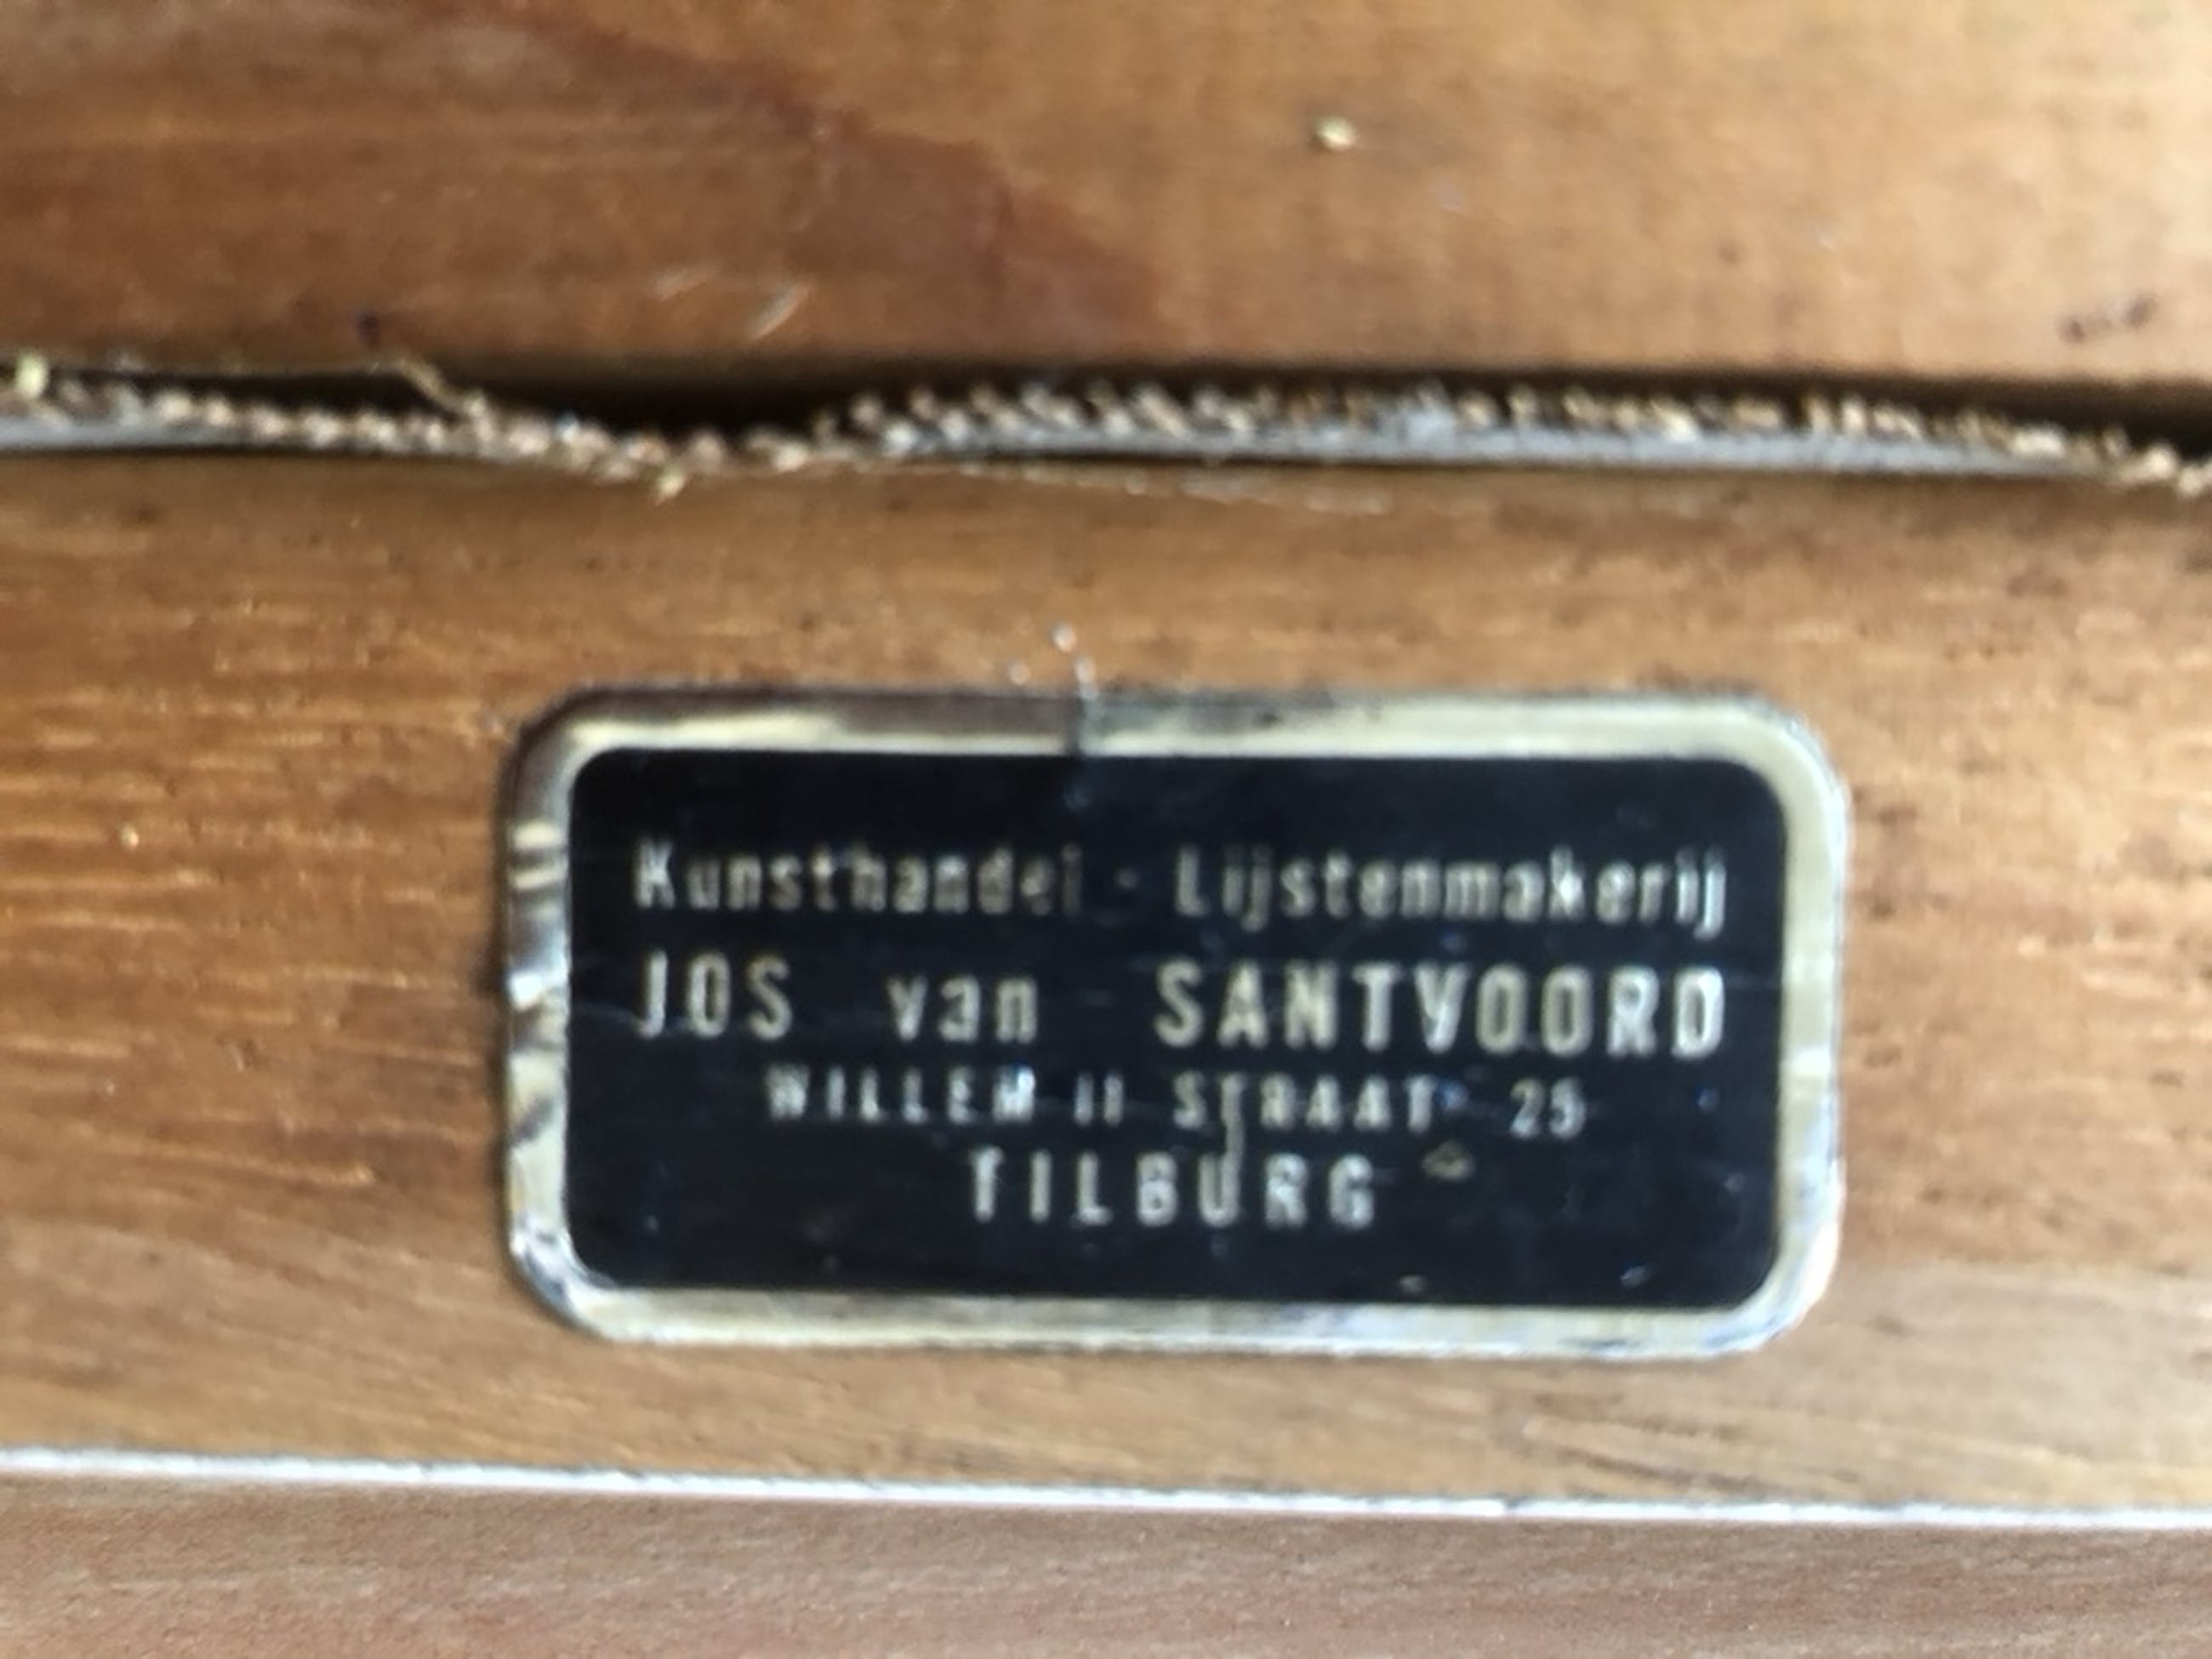 Kunsthandel - Lijstenmakerij
JOS van SANTVOORD
WILLEM II STRAAT 25
TILBURG